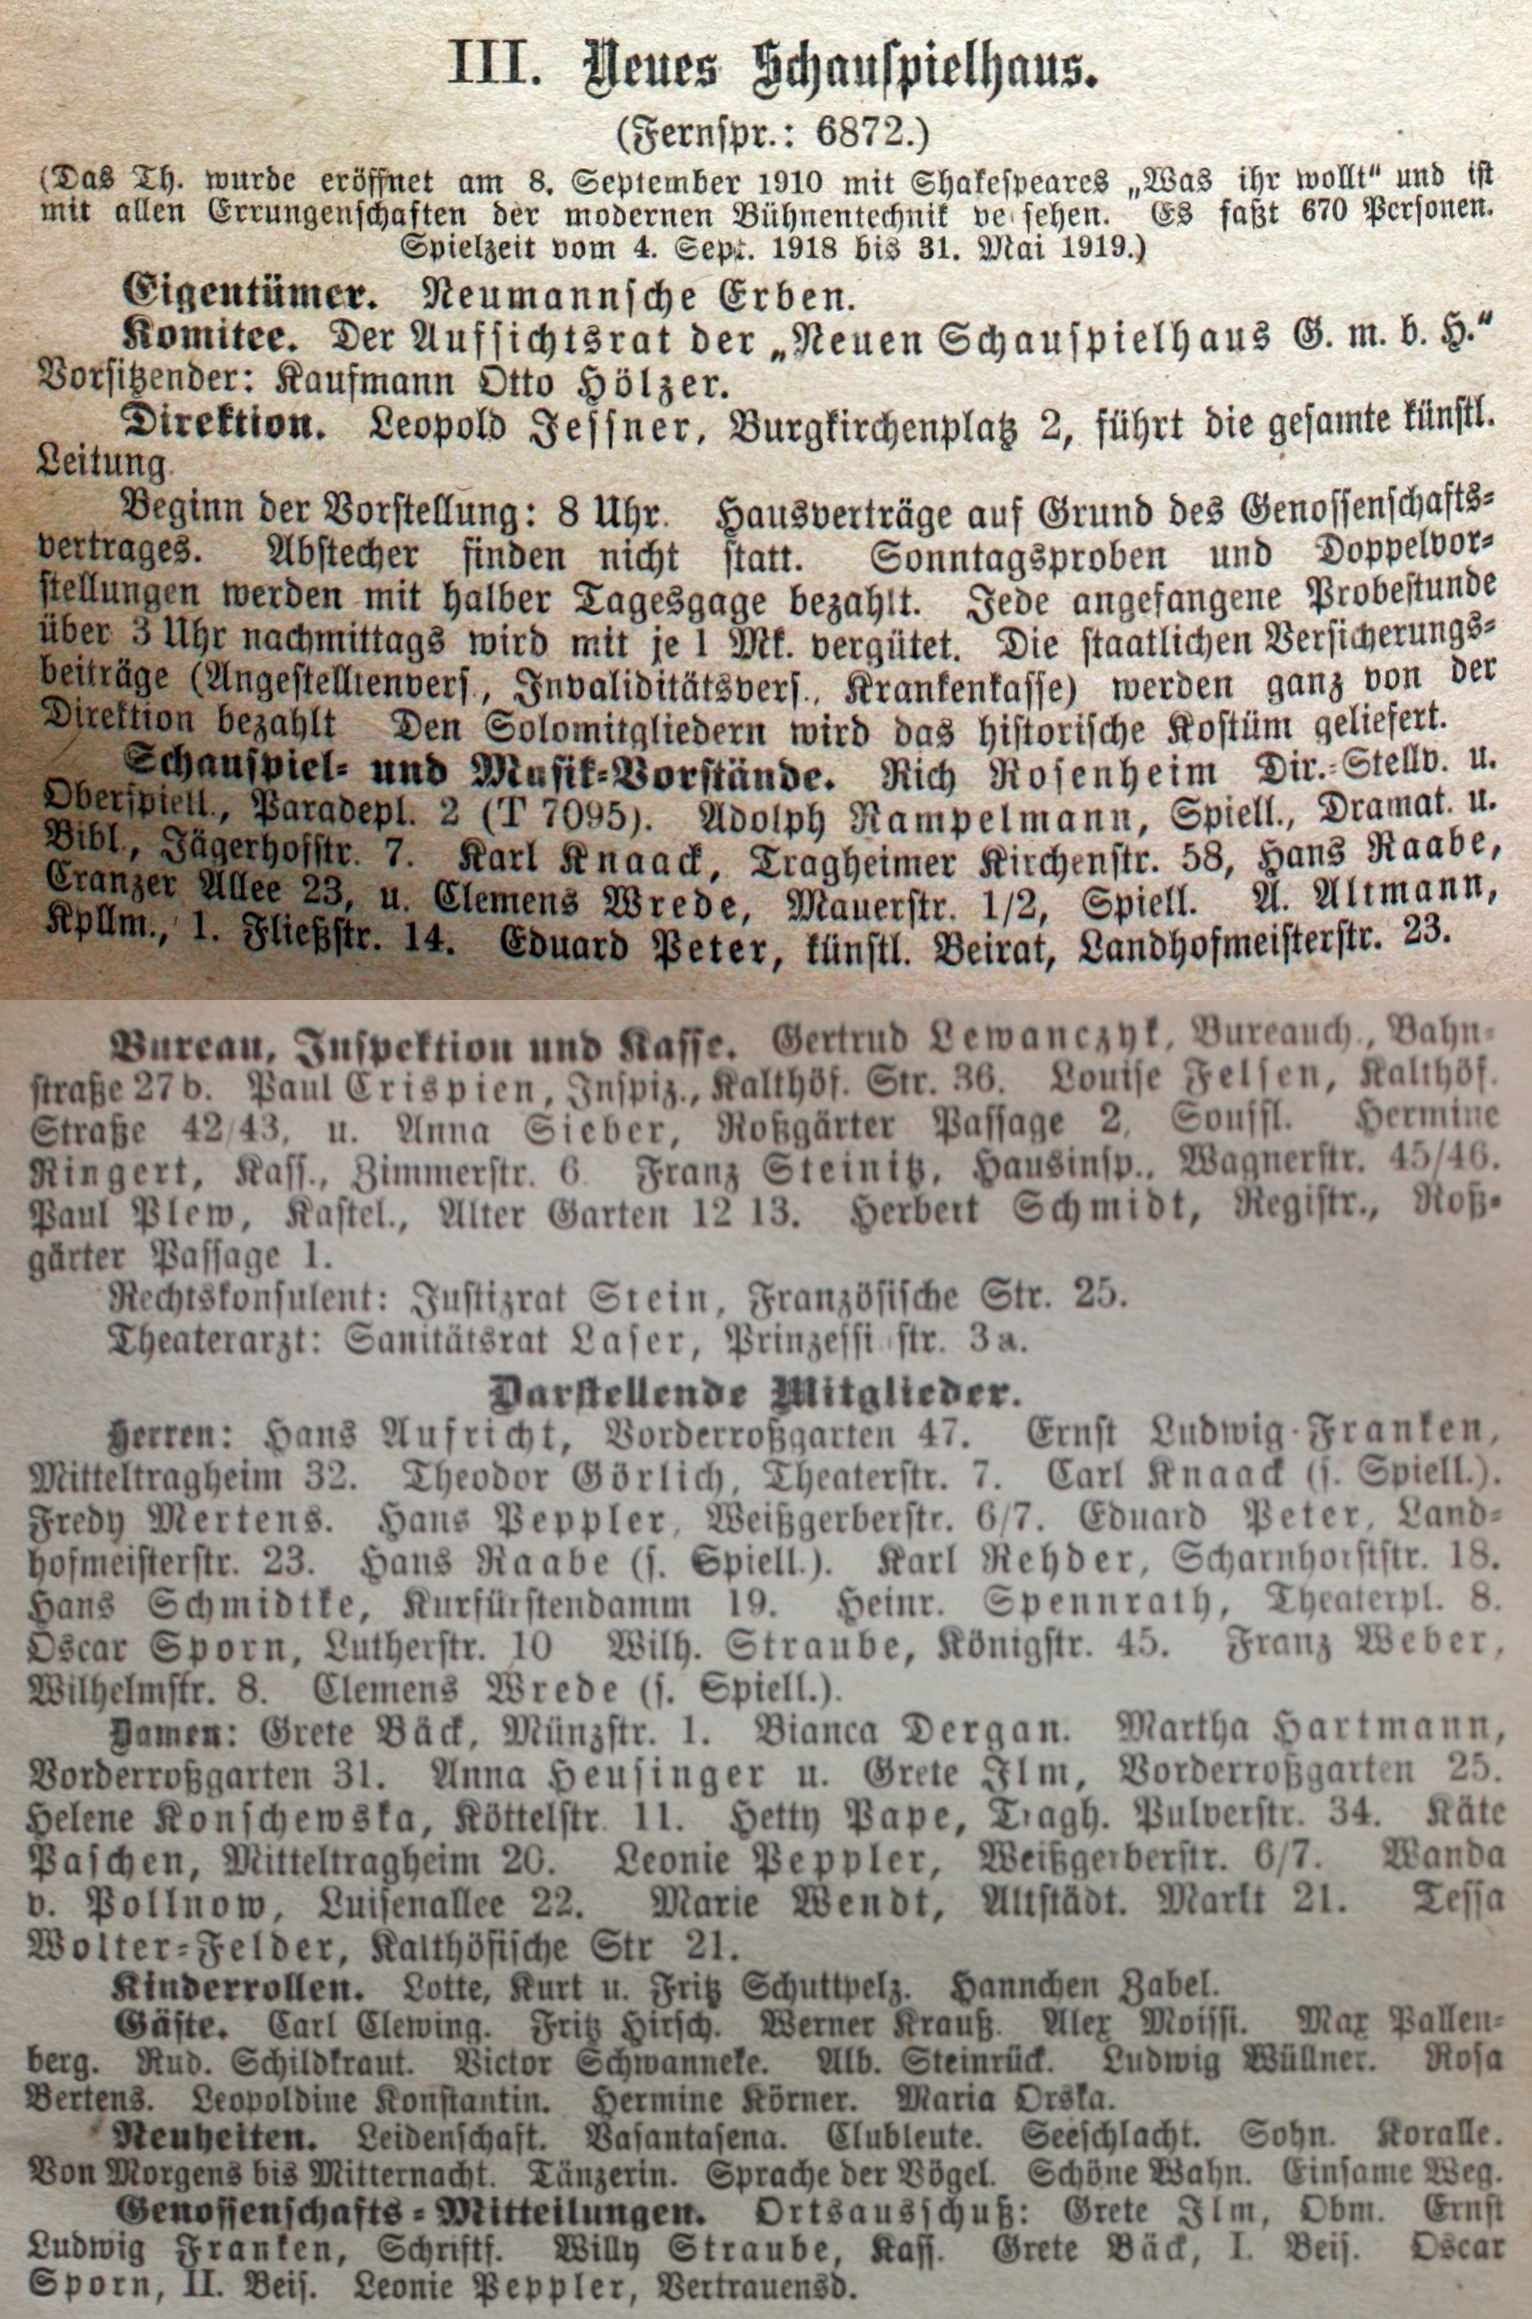 III. Neues Schauspielhaus.
(Fernspr.: 6872.)
(Das Th. wurde eröffnet am 8. September 1910 mit Shakespeares „Was ihr wollt“ und ist
mit allen Errungenschaften der modernen Bühnentechnik ve sehen. Es faßt 670 Personen.
Spielzeit vom 4. Sept. 1918 bis 31. Mai 1919.)
Eigentümer. Neumannsche Erben.
Komitee. Der Aufsichtsrat der „Neuen Schauspielhaus G. m. b. H.“
Vorsitzender: Kaufmann Otto Hölzer.
Direktion. Leopold Jessner, Burgkirchenplatz 2, führt die gesamte künstl.
Leitung.
Beginn der Vorstellung: 8 Uhr. Hausverträge auf Grund des Genossenschafts-
vertrages. Abstecher finden nicht statt. Sonntagsproben und Doppelvor-
stellungen werden mit halber Tagesgage bezahlt. Jede angefangene Probestunde
über 3 Uhr nachmittags wird mit je 1 Mk. vergütet. Die staatlichen Versicherungs-
beiträge (Angestelltenvers., Invaliditätsvers., Krankenkasse) werden ganz von der
Direktion bezahlt Den Solomitgliedern wird das historische Kostüm geliefert.
Schauspiel- und Musik-Vorstände. Rich Rosenheim Dir.-Stellv. u.
Oberspiell., Paradepl. 2 (T 7095). Adolph Rampelmann, Spiell., Dramat. u.
Bibl., Jägerhofstr. 7. Karl Knaack, Tragheimer Kirchenstr. 58, Hans Raabe,
Cranzer Allee 23, u. Clemens Wrede, Mauerstr. 1/2, Spiell. A. Altmann,
Kpllm., 1. Fließstr. 14. Eduard Peter, künstl. Beirat, Landhofmeisterstr. 23.
Bureau, Inspektion und Kasse. Gertrud Lewanczyk, Bureauch., Bahn-
straße 27 b. Paul Crispien, Inspiz., Kalthöf. Str. 36. Louise Felsen, Kalthöf.
Straße 42/43, u. Anna Sieber, Roßgärter Passage 2, Souffl. Hermine
Ringert, Kass., Zimmerstr. 6. Franz Steinitz, Hausinsp., Wagnerstr. 45/46.
Paul Plew, Kastel., Alter Garten 12 13. Herbert Schmidt, Registr., Roß-
gärter Passage 1.
Rechtskonsulent: Justizrat Stein, Französische Str. 25.
Theaterarzt: Sanitätsrat Laser, Prinzessi str. 3 a.
Darstellende Mitglieder.
Herren: Hans Aufricht, Vorderroßgarten 47. Ernst Ludwig-Franken,
Mitteltragheim 32. Theodor Görlich, Theaterstr. 7. Carl Knaack (s. Spiell.).
Fredy Mertens. Hans Peppler, Weißgerberstr. 6/7. Eduard Peter, Land-
hofmeisterstr. 23. Hans Raabe (s. Spiell.). Karl Rehder, Scharnhorststr. 18.
Hans Schmidtke, Kurfürstendamm 19. Heinr. Spennrath, Theaterpl. 8.
Oscar Sporn, Lutherstr. 10 Wilh. Straube, Königstr. 45. Franz Weber,
Wilhelmstr. 8. Clemens Wrede (s. Spiell.).
Damen: Grete Bäck, Münzstr. 1. Bianca Dergan. Martha Hartmann,
Vorderroßgarten 31. Anna Heusinger u. Grete Ilm, Vorderroßgarten 25.
Helene Konschewska, Köttelstr. 11. Hetty Pape, Tragh. Pulverstr. 34. Käte
Paschen, Mitteltragheim 20. Leonie Peppler, Weißgerberstr. 6/7. Wanda
v. Pollnow, Luisenallee 22. Marie Wendt, Altstädt. Markt 21. Tessa
Wolter-Felder, Kalthöfische Str 21.
Kinderrollen. Lotte, Kurt u. Fritz Schuttpelz. Hannchen Zabel.
Gäste. Carl Clewing. Fritz Hirsch. Werner Krauß. Alex Moissi. Max Pallen-
berg. Rud. Schildkraut. Victor Schwanneke. Alb. Steinrück. Ludwig Wüllner. Rosa
Bertens. Leopoldine Konstantin. Hermine Körner. Maria Orska.
Neuheiten. Leidenschaft. Vasantasena. Clubleute. Seeschlacht. Sohn. Koralle.
Von Morgens bis Mitternacht. Tänzerin. Sprache der Vögel. Schöne Wahn. Einsame Weg.
Genossenschafts-Mitteilungen. Ortsausschuß: Grete Ilm, Obm. Ernst
Ludwig Franken, Schriftf. Willy Straube, Kass. Grete Bäck, I. Beis. Oscar
Sporn, II. Beis. Leonie Peppler, Vertrauensd.